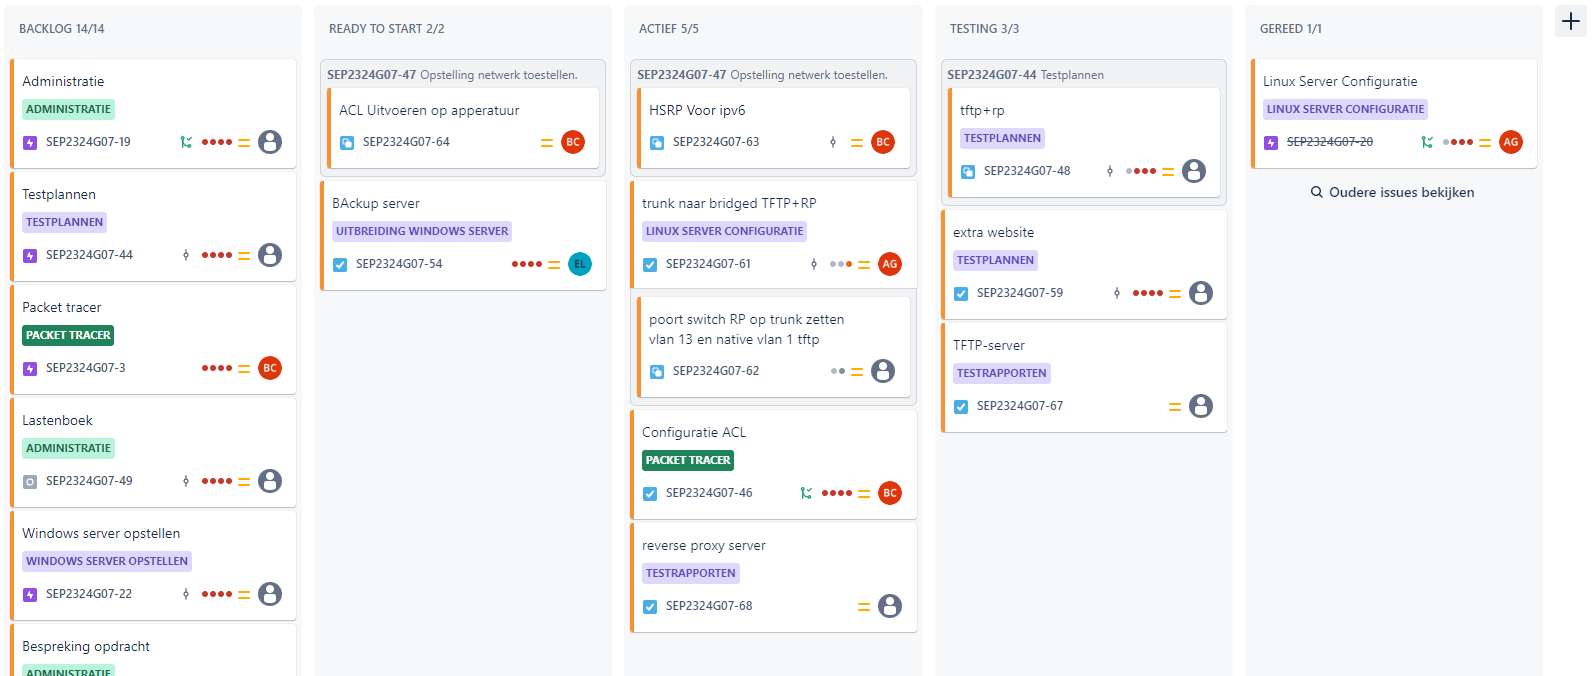 BACKLOG 14/14
Administratie
ADMINISTRATIE
SEP2324G07-19
Testplannen
TESTPLANNEN
SEP2324G07-44
Packet tracer
PACKET TRACER
SEP2324G07-3
BC
Lastenboek
ADMINISTRATIE
SEP2324G07-49
Windows server opstellen
WINDOWS SERVER OPSTELLEN
SEP2324G07-22
Bespreking opdracht
ADMINISTRATIE
READY TO START 2/2
SEP2324G07-47 Opstelling netwerk toestellen.
ACL Uitvoeren op apperatuur
SEP2324G07-64
BC
BAckup server
UITBREIDING WINDOWS SERVER
SEP2324G07-54
EL
ACTIEF 5/5
SEP2324G07-47 Opstelling netwerk toestellen.
HSRP Voor ipv6
SEP2324G07-63
BC
trunk naar bridged TFTP+RP
LINUX SERVER CONFIGURATIE
SEP2324G07-61
AG
poort switch RP op trunk zetten
vlan 13 en native vlan 1 tftp
SEP2324G07-62
Configuratie ACL
PACKET TRACER
SEP2324G07-46
BC
reverse proxy server
TESTRAPPORTEN
SEP2324G07-68
TESTING 3/3
SEP2324G07-44 Testplannen
tftp+rp
TESTPLANNEN
SEP2324G07-48
extra website
TESTPLANNEN
SEP2324G07-59
TFTP-server
TESTRAPPORTEN
SEP2324G07-67
GEREED 1/1
Linux Server Configuratie
LINUX SERVER CONFIGURATIE
SEP2324G07-20
AG
Oudere issues bekijken